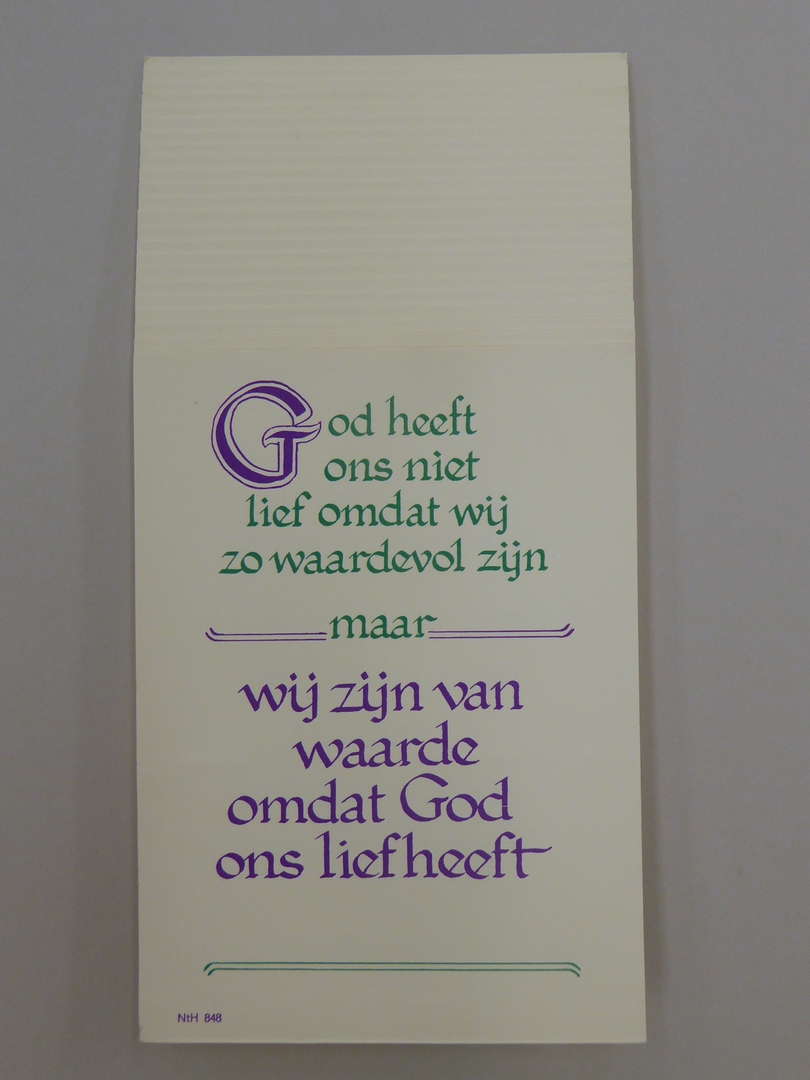 God heeft
ons niet
lief omdat wij
zo waardevol zijn
maar
wij zijn van
waarde
omdat God
ons lief heeft
NtH 848